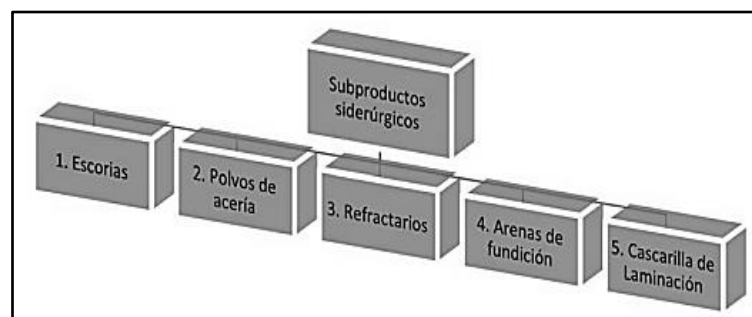 Subproductos
siderúrgicos
1. Escorias
2. Polvos de
acería
3. Refractarios
4. Arenas de
fundición
5. Cascarilla de
Laminación